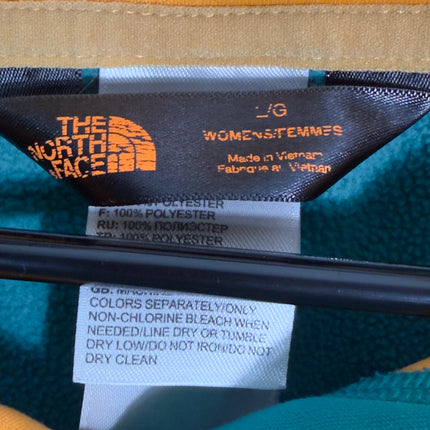 THE
NORTH
FACE
L/G
WOMENS/FEMMES
Made in Vietnam
Fabriqué au Vietnam
POLYESTER
F: 100% POLYESTER
RU: 100% ПОЛИЭСТЕР
COLORS SEPARATELY/ONLY
NON-CHLORINE BLEACH WHEN
NEEDED/LINE DRY OR TUMBLE
DRY LOW/DO NOT IRON/DO NOT
DRY CLEAN